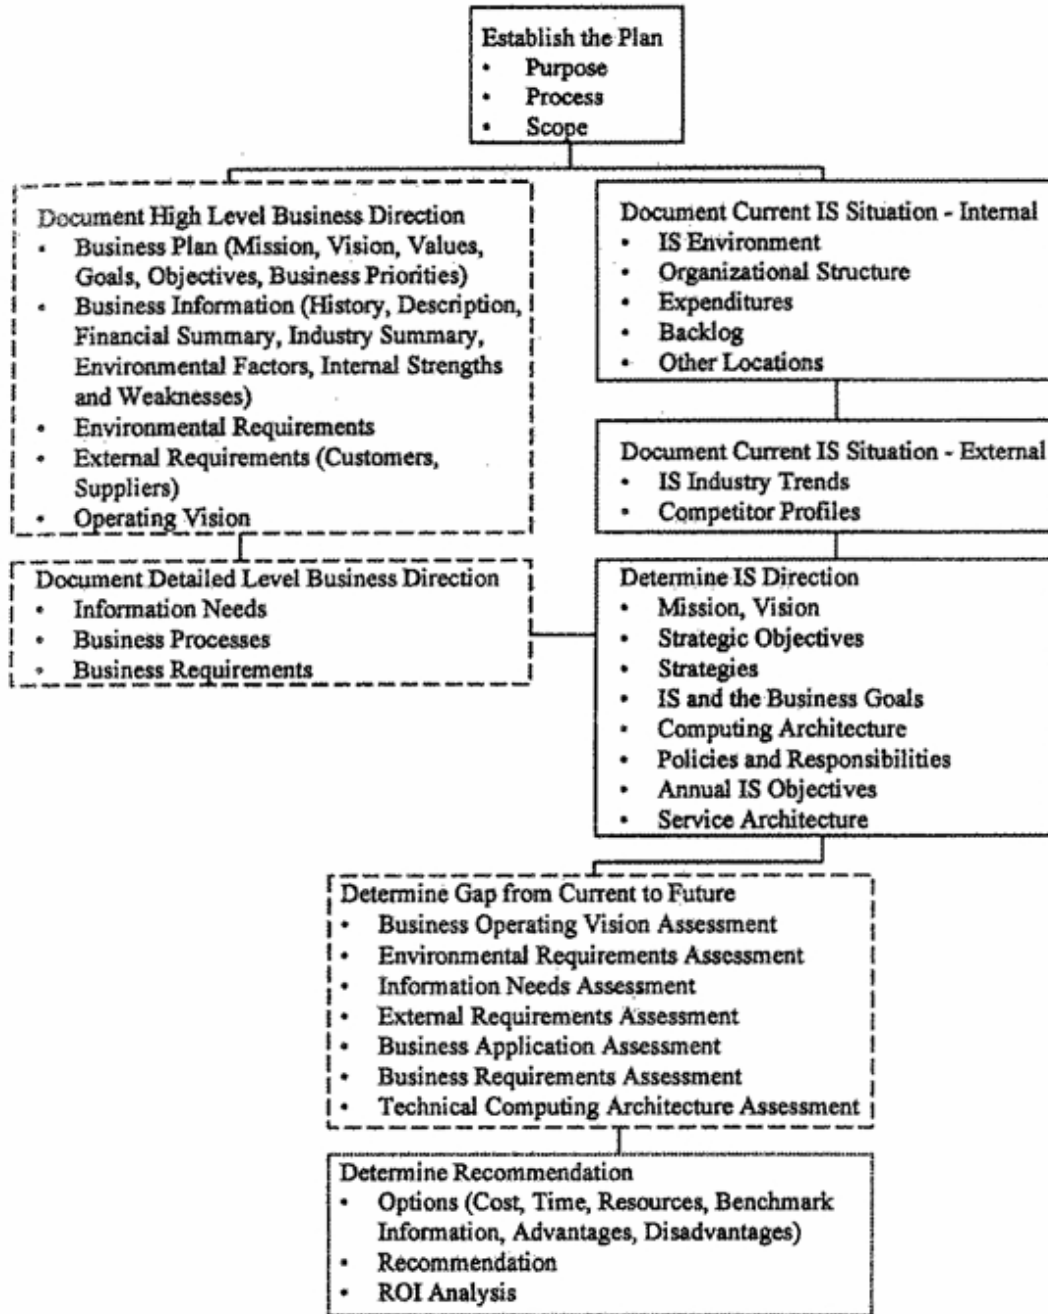 Establish the Plan
• Purpose
• Process
• Scope
Document High Level Business Direction
• Business Plan (Mission, Vision, Values,
Goals, Objectives, Business Priorities)
• Business Information (History, Description,
Financial Summary, Industry Summary,
Environmental Factors, Internal Strengths
and Weaknesses)
• Environmental Requirements
• External Requirements (Customers,
Suppliers)
• Operating Vision
Document Current IS Situation - Internal
• IS Environment
• Organizational Structure
• Expenditures
• Backlog
• Other Locations
Document Current IS Situation - External
• IS Industry Trends
• Competitor Profiles
Document Detailed Level Business Direction
• Information Needs
• Business Processes
• Business Requirements
Determine IS Direction
• Mission, Vision
• Strategic Objectives
• Strategies
• IS and the Business Goals
• Computing Architecture
• Policies and Responsibilities
• Annual IS Objectives
• Service Architecture
Determine Gap from Current to Future
• Business Operating Vision Assessment
• Environmental Requirements Assessment
• Information Needs Assessment
• External Requirements Assessment
• Business Application Assessment
• Business Requirements Assessment
• Technical Computing Architecture Assessment
Determine Recommendation
• Options (Cost, Time, Resources, Benchmark
Information, Advantages, Disadvantages)
• Recommendation
• ROI Analysis